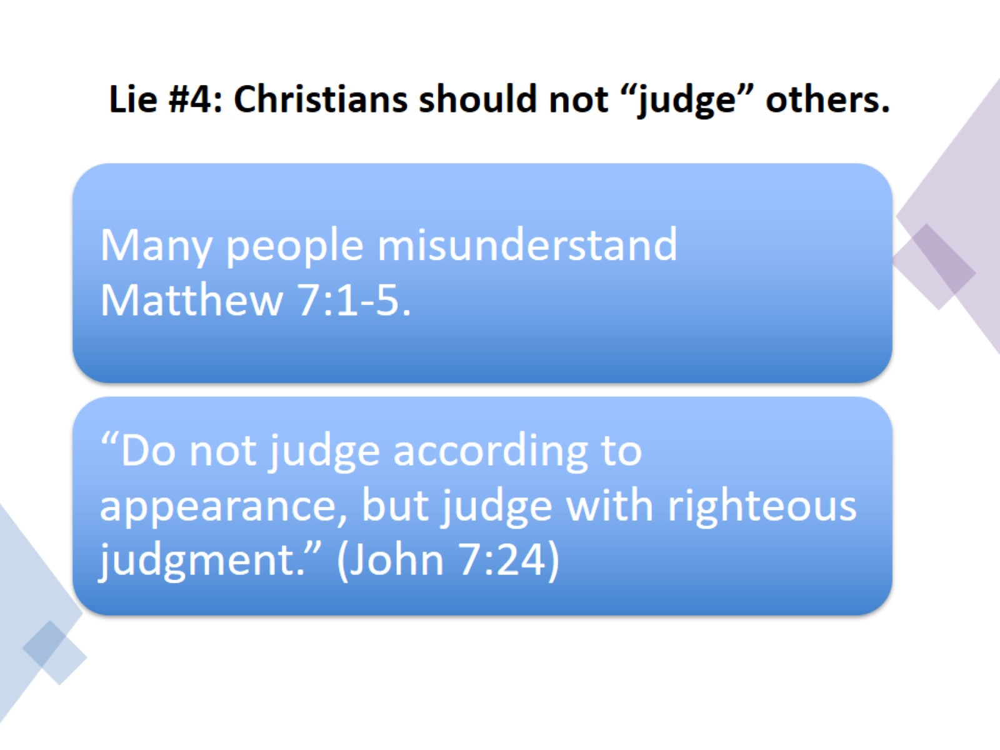 Lie #4: Christians should not “judge” others.
Many people misunderstand
Matthew 7:1-5.
“Do not judge according to
appearance, but judge with righteous
judgment.” (John 7:24)